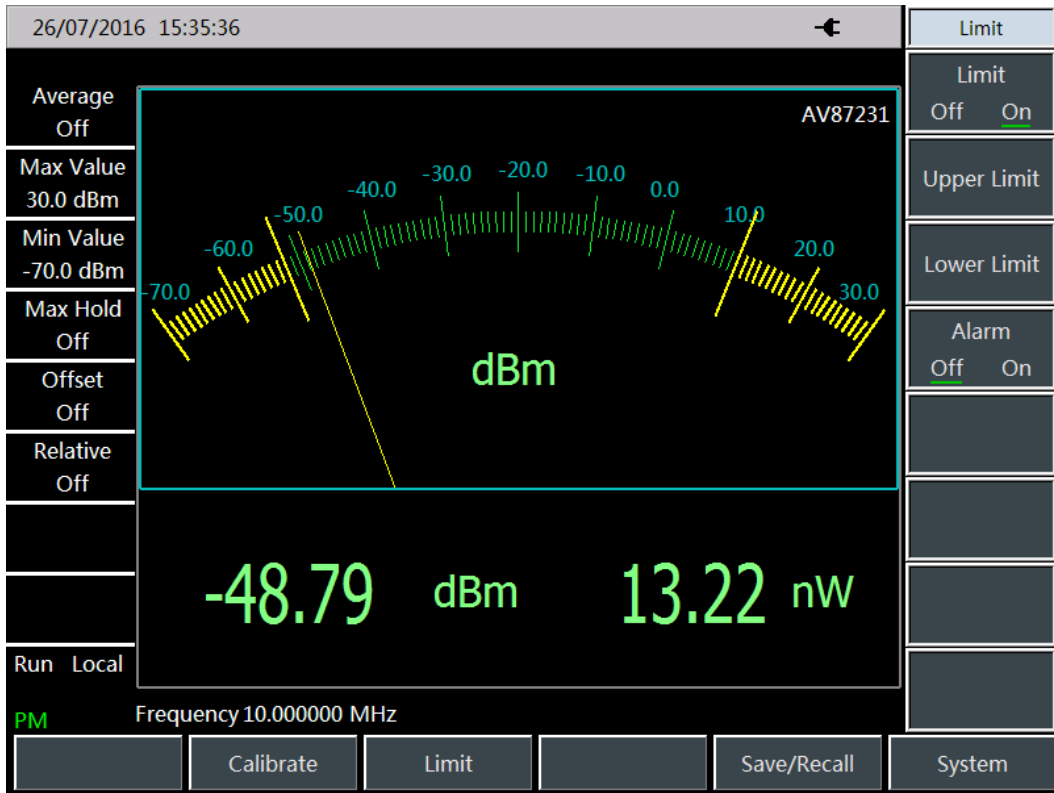 26/07/2016 15:35:36
Limit
Average
Off
Max Value
30.0 dBm
Min Value
-70.0 dBm
Max Hold
Off
Offset
Off
Relative
Off
Run Local
PM
AV87231
-70.0
-60.0
-50.0
-40.0
-30.0
-20.0
-10.0
0.0
10.0
20.0
30.0
dBm
-48.79 dBm 13.22 nW
Frequency 10.000000 MHz
Limit
Off On
Upper Limit
Lower Limit
Alarm
Off On
Calibrate
Limit
Save/Recall
System